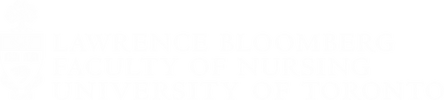 LAWRENCE BLOOMBERG
FACULTY OF NURSING
UNIVERSITY OF TORONTO